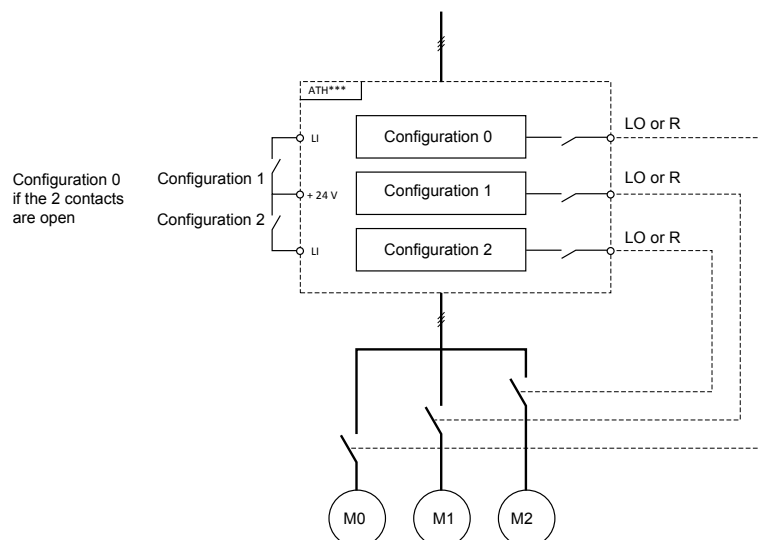 ATH***
LI
Configuration 0
LO or R
Configuration 0
if the 2 contacts
are open
Configuration 1
+ 24 V
Configuration 1
LO or R
Configuration 2
LI
Configuration 2
LO or R
M0
M1
M2